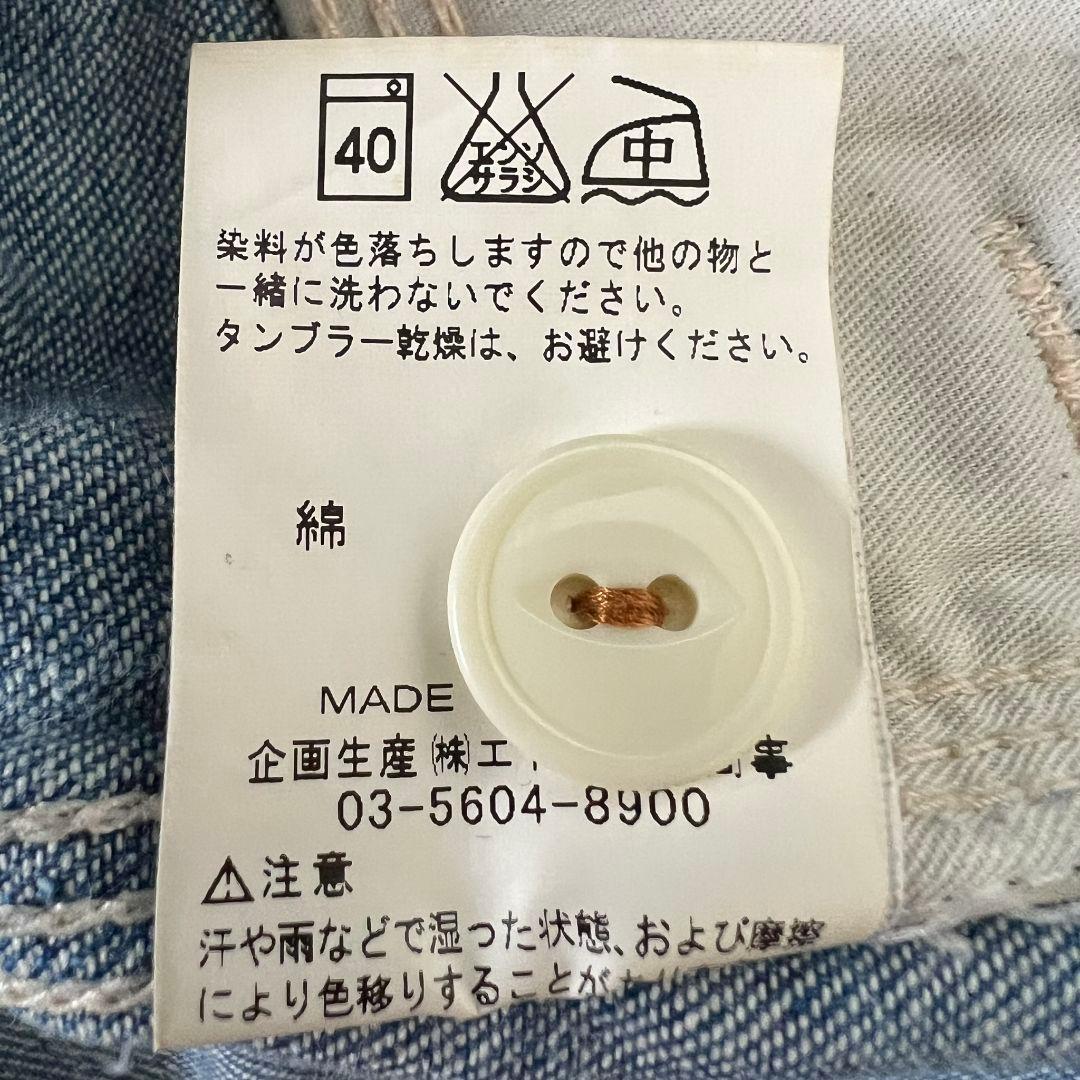 40
エンソ
サラシ
中
染料が色落ちしますので他の物と
一緒に洗わないでください。
タンブラー乾燥は、お避けください。
綿
MADE
企画生産㈱エ
03-5604-8900
⚠注意
汗や雨などで湿った状態、および摩擦
により色移りすることが